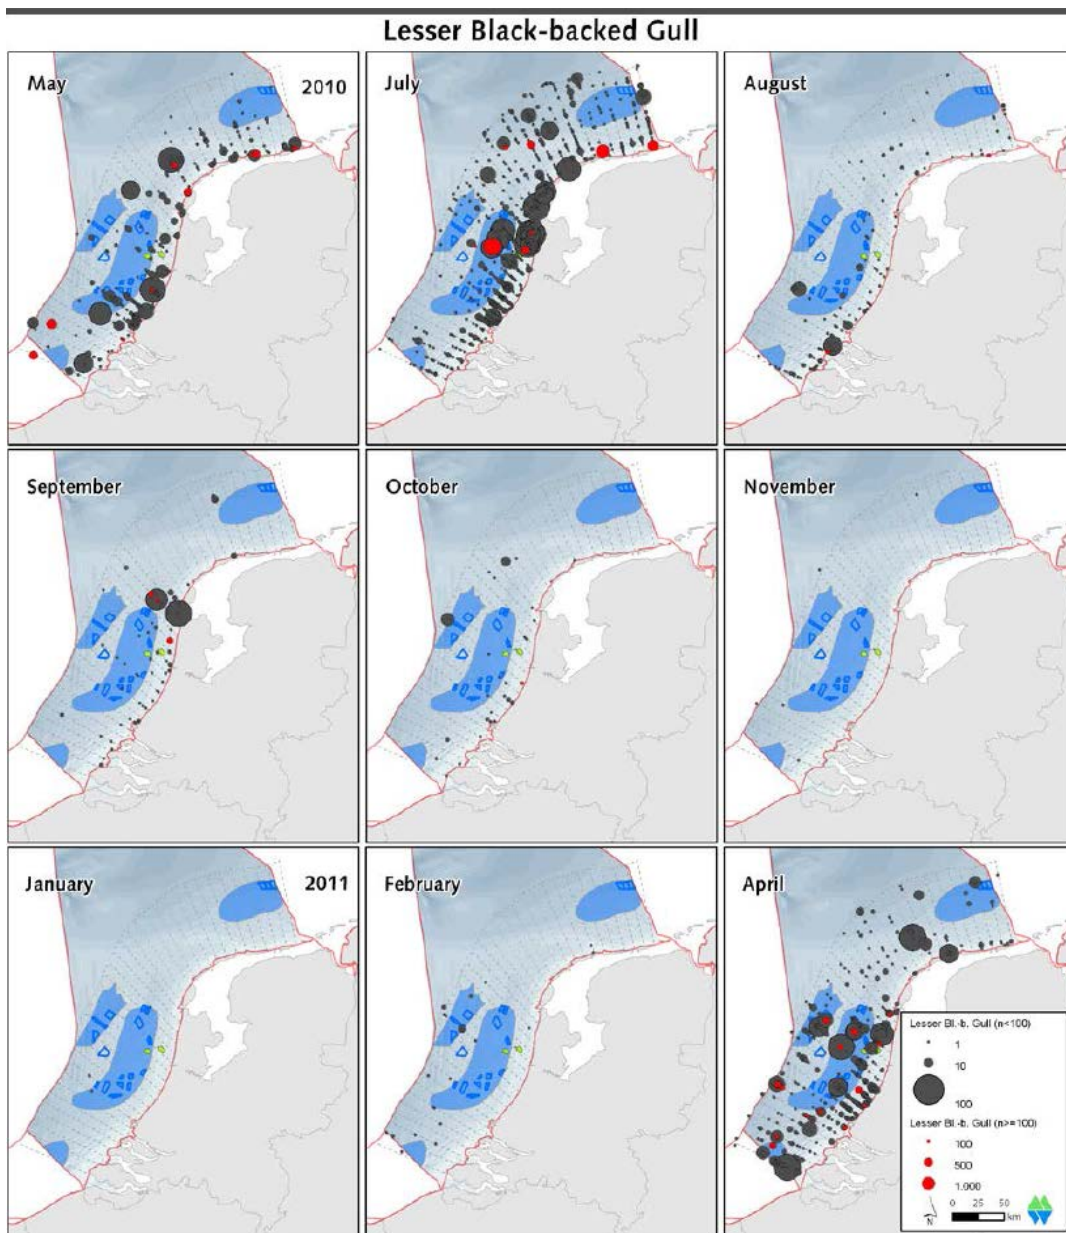 Lesser Black-backed Gull
May 2010
July
August
September
October
November
January 2011
February
April
Lesser Bl.-b. Gull (n<100)
1
10
100
Lesser Bl.-b. Gull (n>=100)
100
500
1.000
0 25 50
km
N